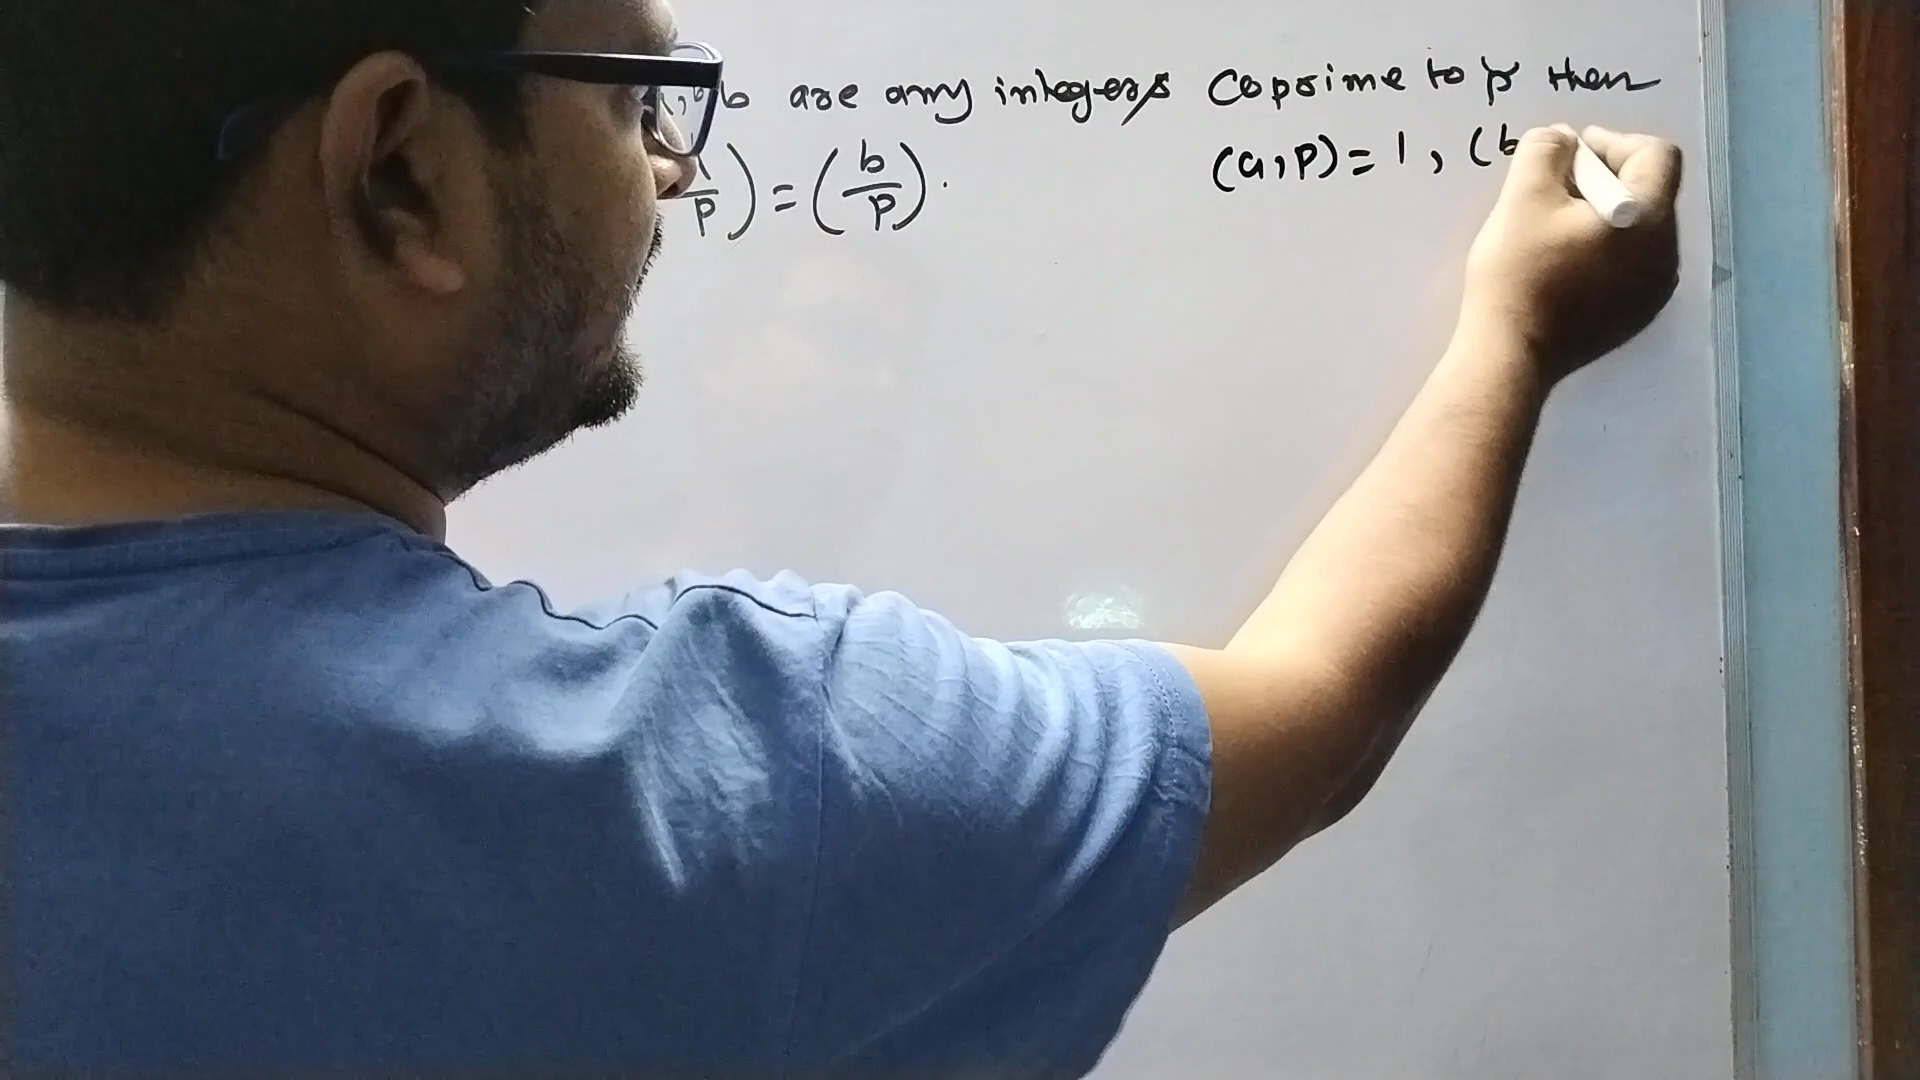 b are any integers coprime to p then
p) = (b/p).
(a,p)=1, (b